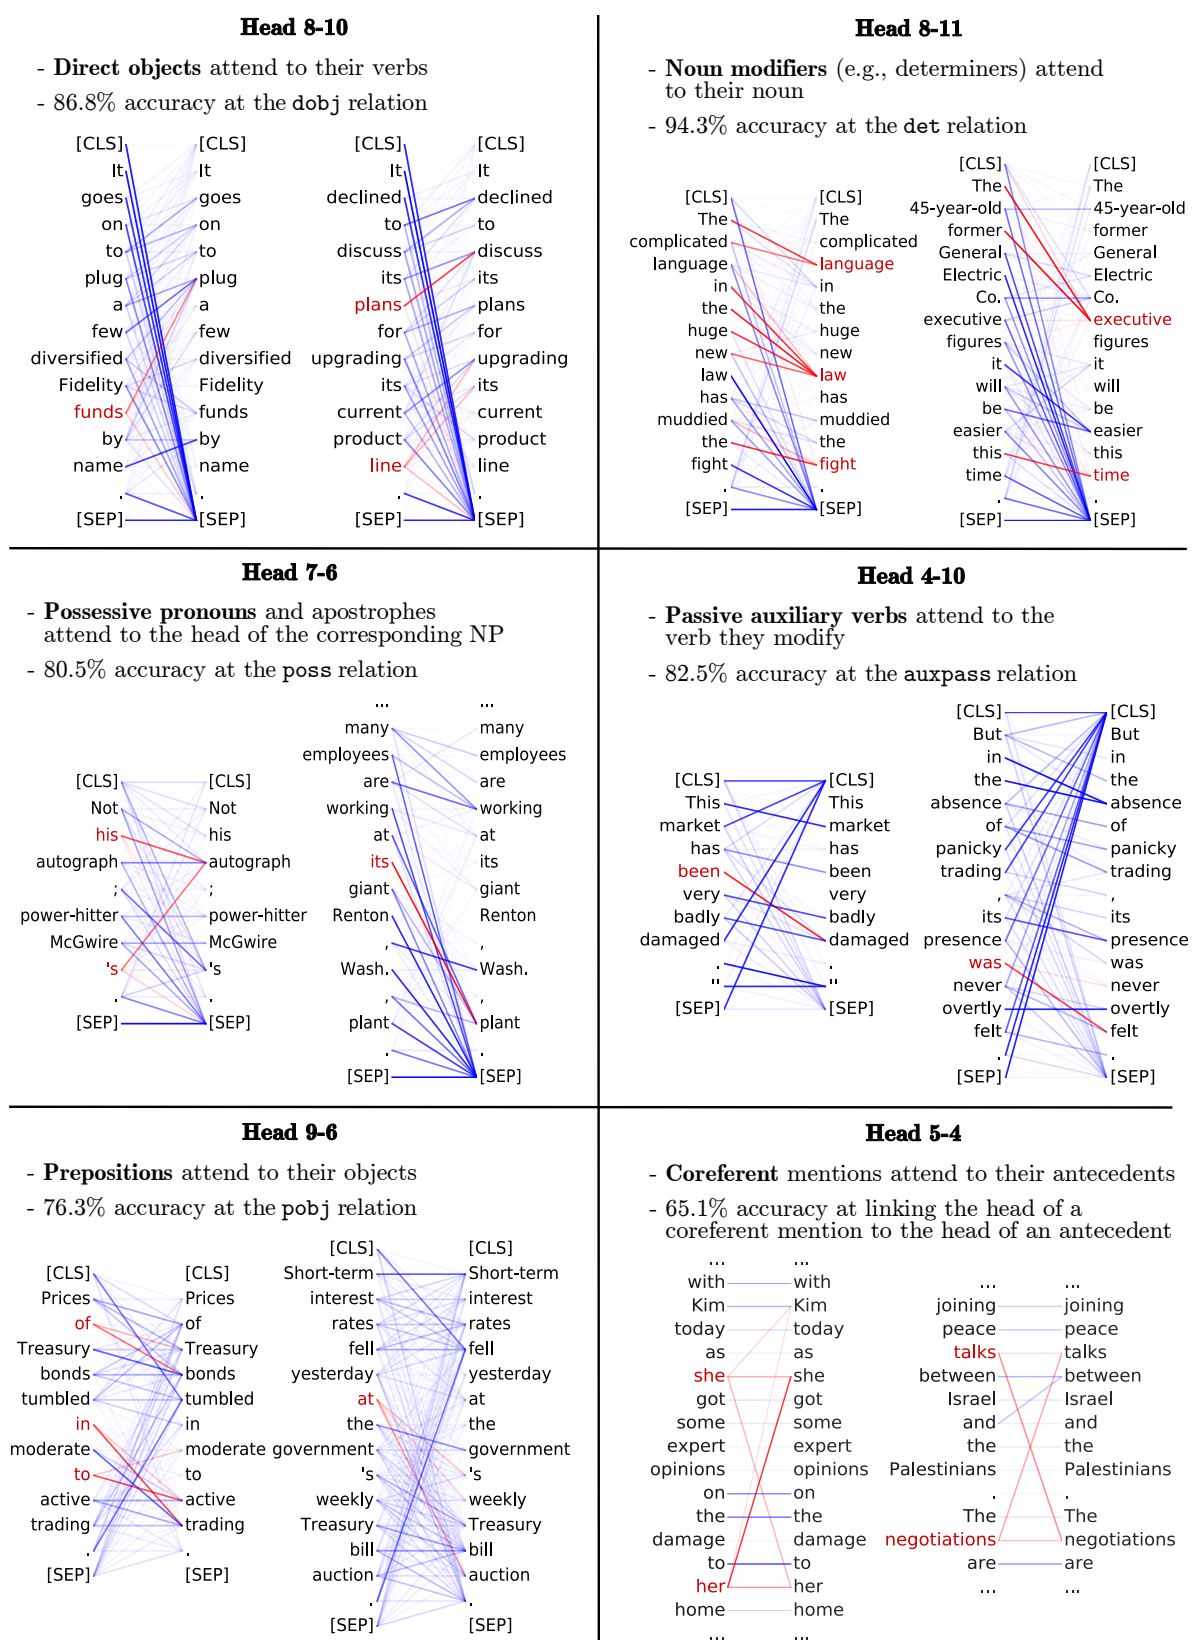 Head 8-10
- Direct objects attend to their verbs
- 86.8% accuracy at the dobj relation
[CLS] [CLS]
It It
goes goes
on on
to to
plug plug
a a
few few
diversified diversified
Fidelity Fidelity
funds funds
by by
name name
. .
[SEP] [SEP]
[CLS] [CLS]
It It
declined declined
to to
discuss discuss
its its
plans plans
for for
upgrading upgrading
its its
current current
product product
line line
. .
[SEP] [SEP]
Head 8-11
- Noun modifiers (e.g., determiners) attend
to their noun
- 94.3% accuracy at the det relation
[CLS] [CLS]
The The
complicated complicated
language language
in in
the the
huge huge
new new
law law
has has
muddied muddied
the the
fight fight
. .
[SEP] [SEP]
[CLS] [CLS]
The The
45-year-old 45-year-old
former former
General General
Electric Electric
Co. Co.
executive executive
figures figures
it it
will will
be be
easier easier
this this
time time
. .
[SEP] [SEP]
Head 7-6
- Possessive pronouns and apostrophes
attend to the head of the corresponding NP
- 80.5% accuracy at the poss relation
[CLS] [CLS]
Not Not
his his
autograph autograph
; ;
power-hitter power-hitter
McGwire McGwire
's 's
. .
[SEP] [SEP]
... ...
many many
employees employees
are are
working working
at at
its its
giant giant
Renton Renton
, ,
Wash. Wash.
, ,
plant plant
. .
[SEP] [SEP]
Head 4-10
- Passive auxiliary verbs attend to the
verb they modify
- 82.5% accuracy at the auxpass relation
[CLS] [CLS]
This This
market market
has has
been been
very very
badly badly
damaged damaged
. .
" "
[SEP] [SEP]
[CLS] [CLS]
But But
in in
the the
absence absence
of of
panicky panicky
trading trading
, ,
its its
presence presence
was was
never never
overtly overtly
felt felt
. .
[SEP] [SEP]
Head 9-6
- Prepositions attend to their objects
- 76.3% accuracy at the pobj relation
[CLS] [CLS]
Prices Prices
of of
Treasury Treasury
bonds bonds
tumbled tumbled
in in
moderate moderate
to to
active active
trading trading
. .
[SEP] [SEP]
[CLS] [CLS]
Short-term Short-term
interest interest
rates rates
fell fell
yesterday yesterday
at at
the the
government government
's 's
weekly weekly
Treasury Treasury
bill bill
auction auction
. .
[SEP] [SEP]
Head 5-4
- Coreferent mentions attend to their antecedents
- 65.1% accuracy at linking the head of a
coreferent mention to the head of an antecedent
... ...
with with
Kim Kim
today today
as as
she she
got got
some some
expert expert
opinions opinions
on on
the the
damage damage
to to
her her
home home
... ...
... ...
joining joining
peace peace
talks talks
between between
Israel Israel
and and
the the
Palestinians Palestinians
. .
The The
negotiations negotiations
are are
... ...